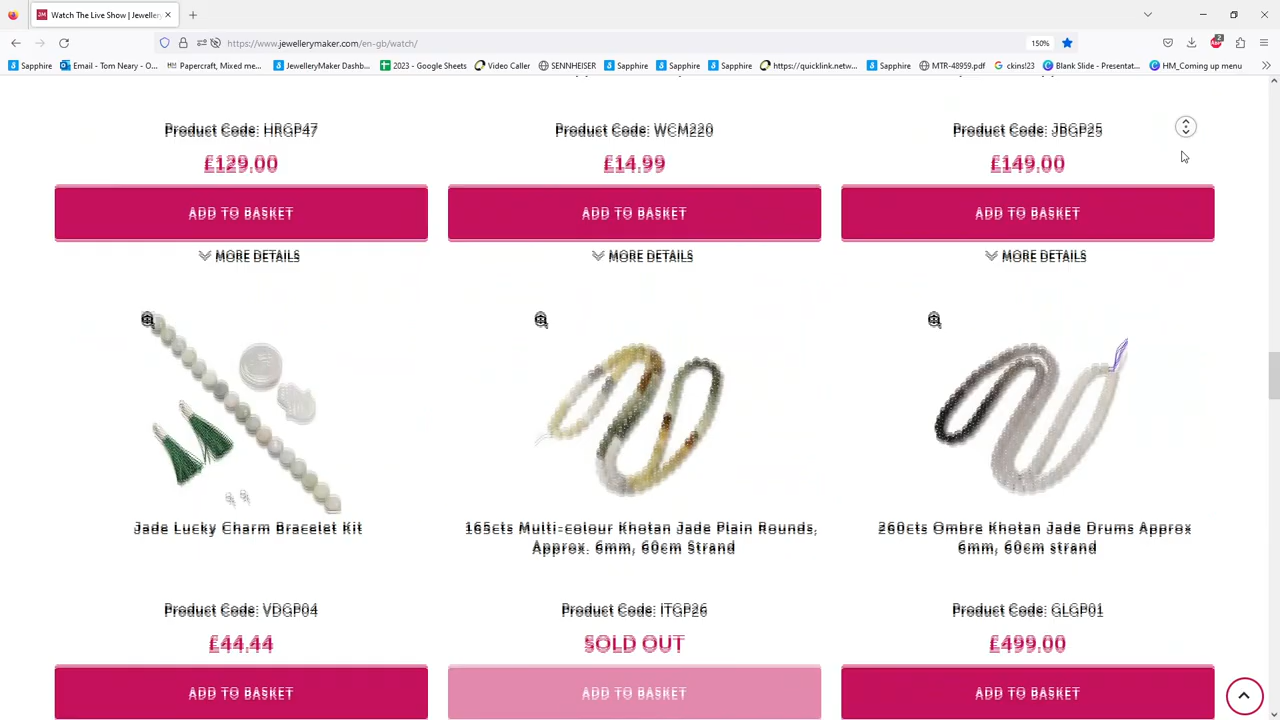 Watch The Live Show | Jeweller
https://www.jewellerymaker.com/en-gb/watch/
150%
2
Sapphire
Email - Tom Neary - O...
Papercraft, Mixed me...
JewelleryMaker Dashb...
2023 - Google Sheets
Video Caller
SENNHEISER
Sapphire
Sapphire
Sapphire
https://quicklink.netw...
Sapphire
MTR-48959.pdf
ckins!23
Blank Slide - Presentat...
HM_Coming up menu
Product Code: HRGP47
Product Code: WCM220
Product Code: JBGP25
£129.00
£14.99
£149.00
ADD TO BASKET
ADD TO BASKET
ADD TO BASKET
MORE DETAILS
MORE DETAILS
MORE DETAILS
Jade Lucky Charm Bracelet Kit
165cts Multi-colour Khotan Jade Plain Rounds,
Approx. 6mm, 60cm Strand
260cts Ombre Khotan Jade Drums Approx
6mm, 60cm strand
Product Code: VDGP04
Product Code: ITGP26
Product Code: GLGP01
£44.44
SOLD OUT
£499.00
ADD TO BASKET
ADD TO BASKET
ADD TO BASKET